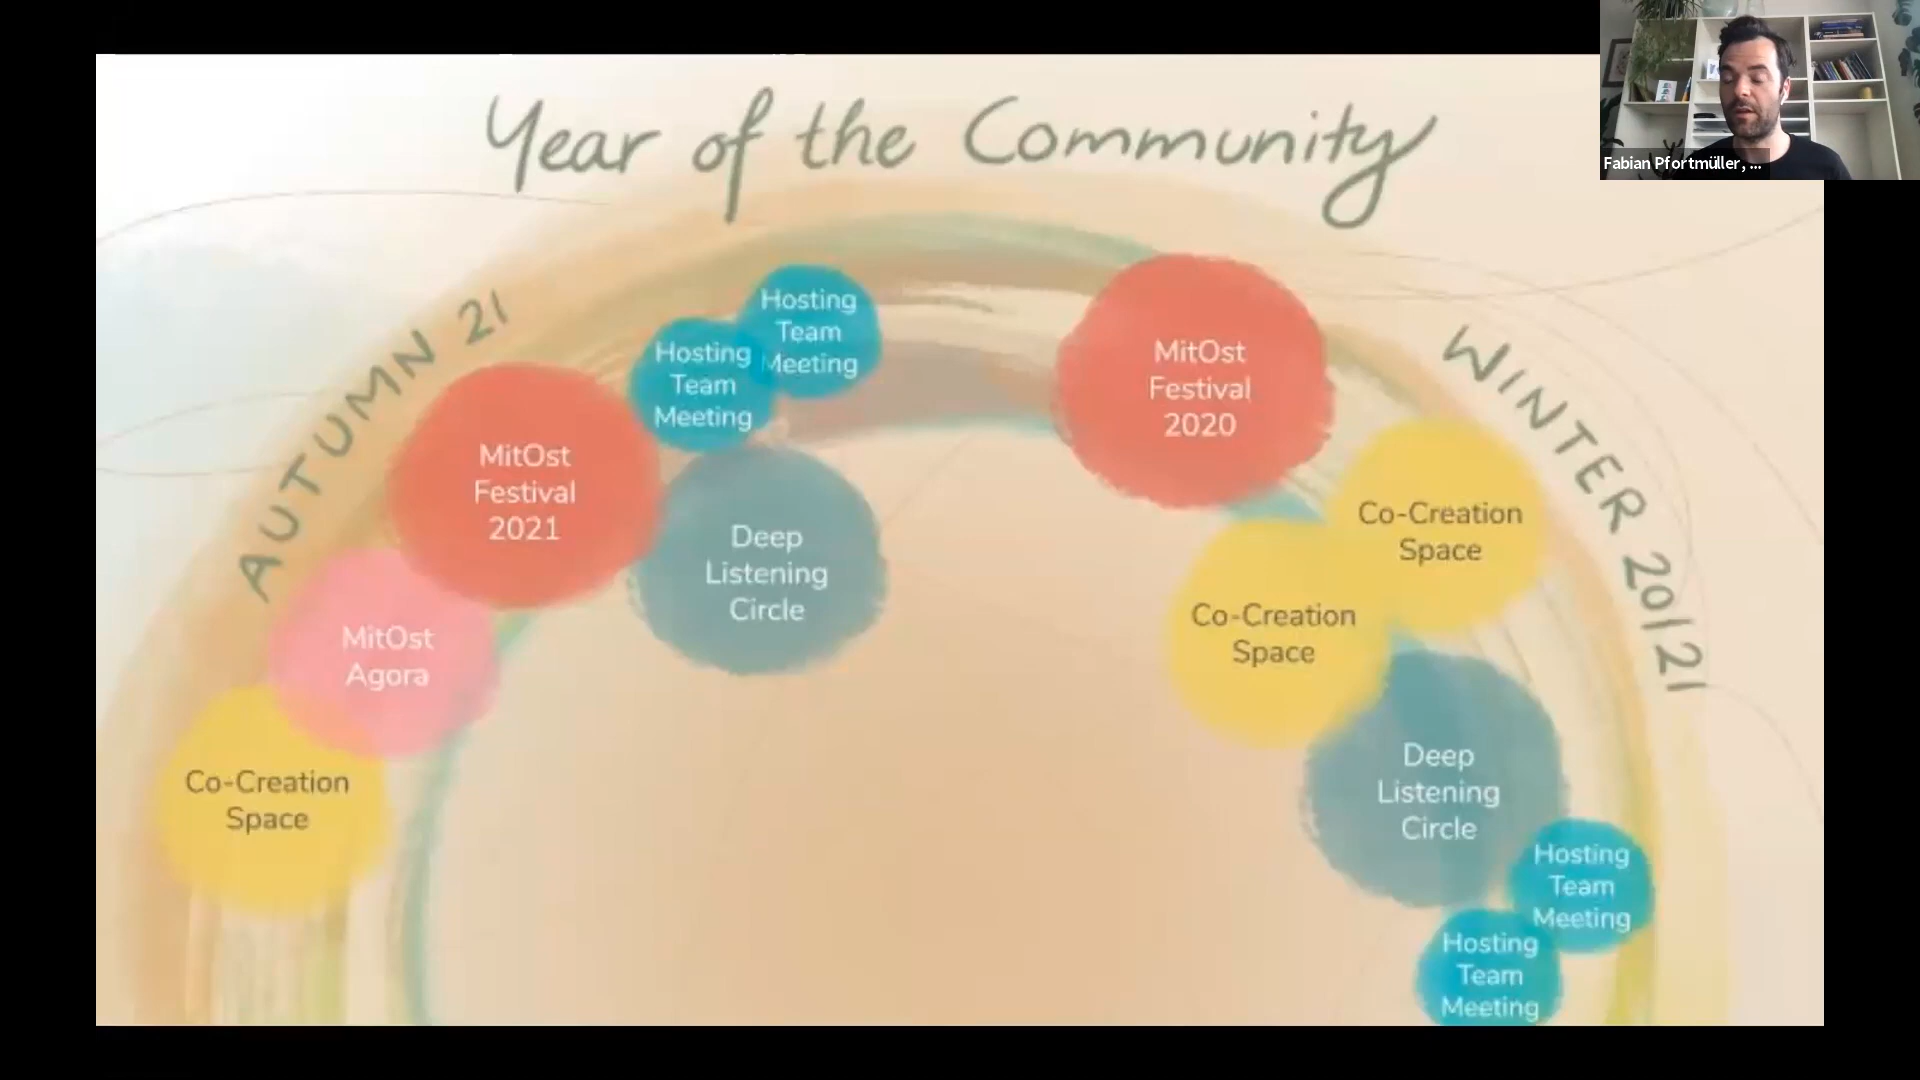 Year of the Community
Fabian Pfortmüller, ...
AUTUMN 21
Hosting
Team
Meeting
Hosting
Team
Meeting
MitOst
Festival
2021
Deep
Listening
Circle
MitOst
Agora
Co-Creation
Space
MitOst
Festival
2020
WINTER 20/21
Co-Creation
Space
Co-Creation
Space
Deep
Listening
Circle
Hosting
Team
Meeting
Hosting
Team
Meeting